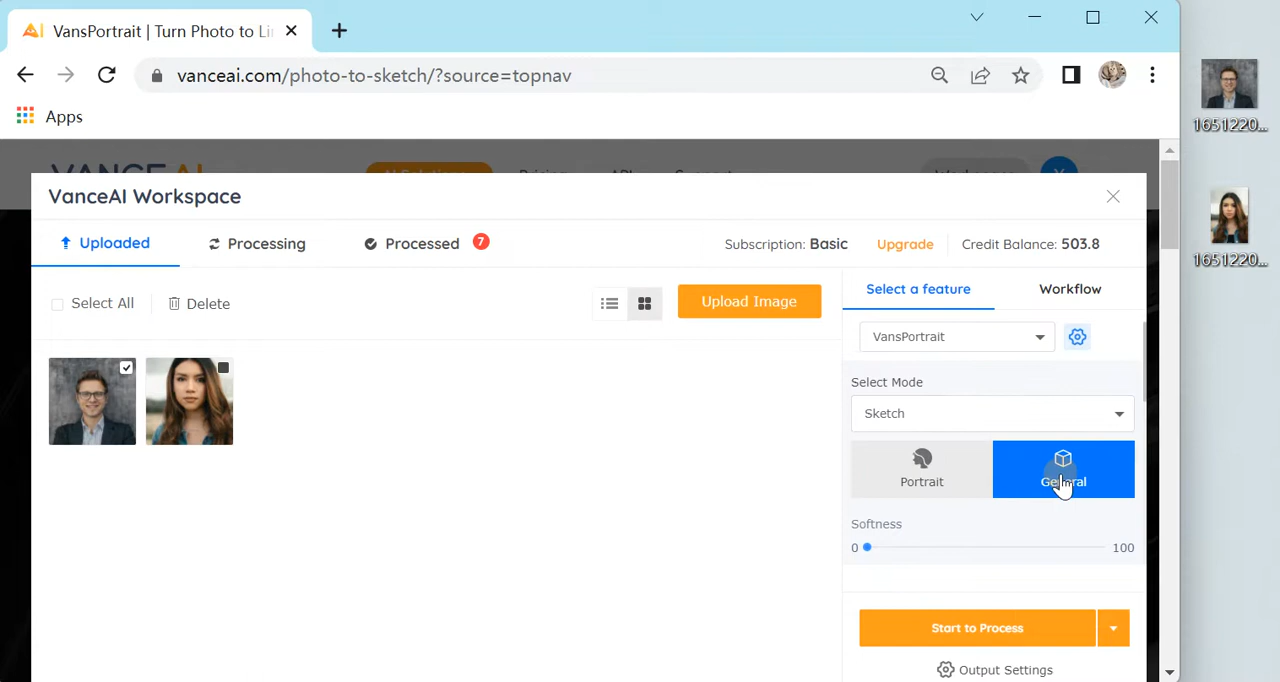 VansPortrait | Turn Photo to Li
vanceai.com/photo-to-sketch/?source=topnav
Apps
1651220...
1651220...
VanceAI Workspace
Uploaded
Processing
Processed 7
Subscription: Basic
Upgrade
Credit Balance: 503.8
Select All
Delete
Upload Image
Select a feature
Workflow
VansPortrait
Select Mode
Sketch
Portrait
General
Softness
0
100
Start to Process
Output Settings